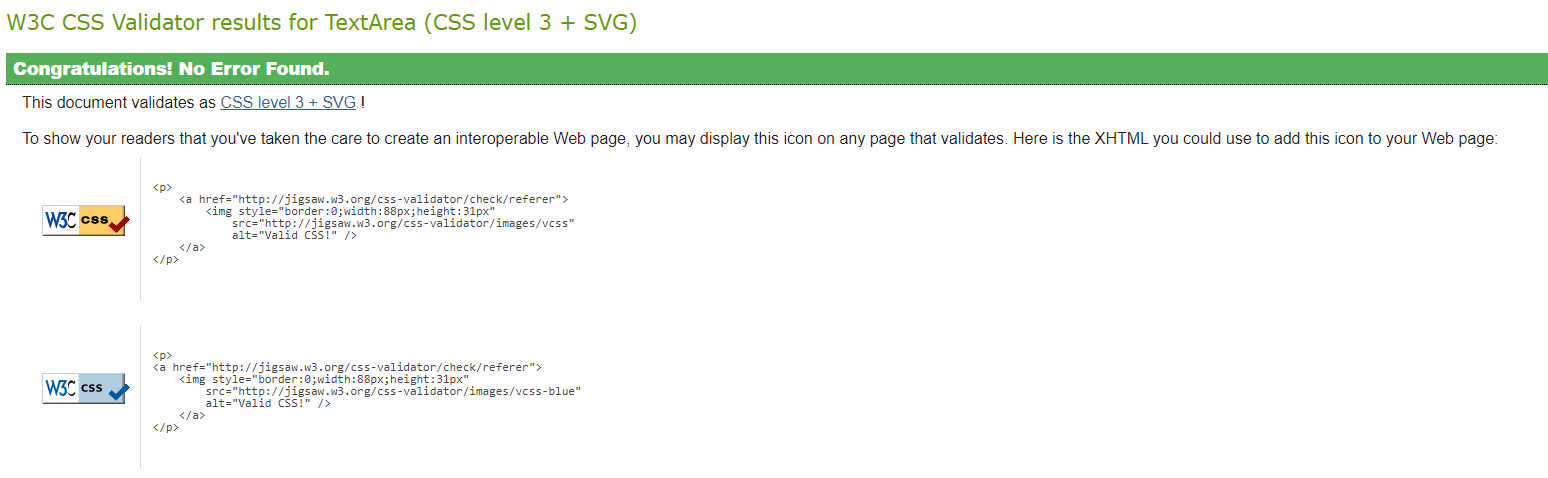 W3C CSS Validator results for TextArea (CSS level 3 + SVG)
Congratulations! No Error Found.
This document validates as CSS level 3 + SVG !
To show your readers that you've taken the care to create an interoperable Web page, you may display this icon on any page that validates. Here is the XHTML you could use to add this icon to your Web page:
W3C css
<p>
    <a href="http://jigsaw.w3.org/css-validator/check/referer">
        <img style="border:0;width:88px;height:31px"
            src="http://jigsaw.w3.org/css-validator/images/vcss"
            alt="Valid CSS!" />
    </a>
</p>
W3C css
<p>
<a href="http://jigsaw.w3.org/css-validator/check/referer">
    <img style="border:0;width:88px;height:31px"
        src="http://jigsaw.w3.org/css-validator/images/vcss-blue"
        alt="Valid CSS!" />
    </a>
</p>